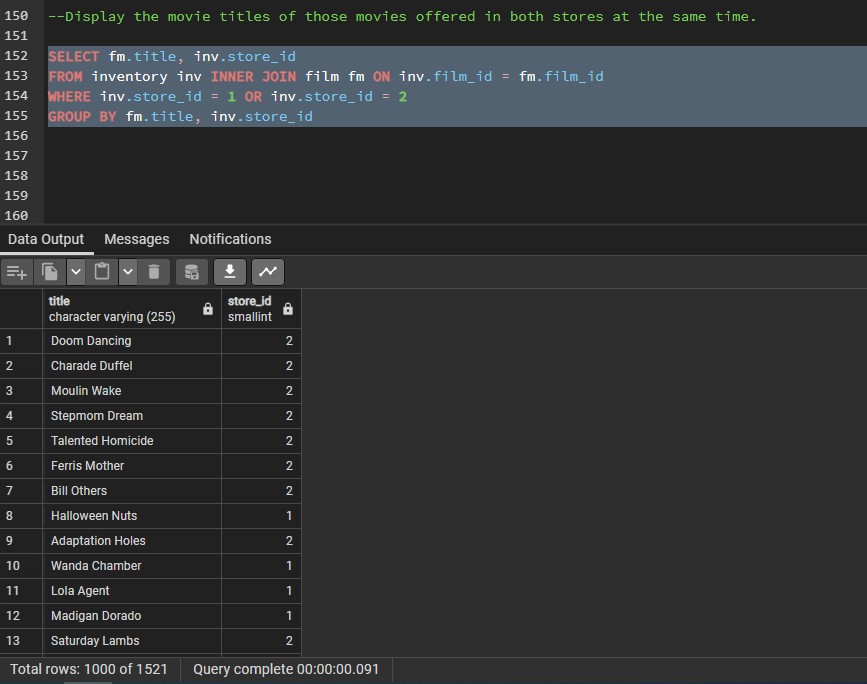 150 --Display the movie titles of those movies offered in both stores at the same time.
151
152 SELECT fm.title, inv.store_id
153 FROM inventory inv INNER JOIN film fm ON inv.film_id = fm.film_id
154 WHERE inv.store_id = 1 OR inv.store_id = 2
155 GROUP BY fm.title, inv.store_id
156
157
158
159
160
Data Output Messages Notifications
title store_id
character varying (255) smallint
1 Doom Dancing 2
2 Charade Duffel 2
3 Moulin Wake 2
4 Stepmom Dream 2
5 Talented Homicide 2
6 Ferris Mother 2
7 Bill Others 2
8 Halloween Nuts 1
9 Adaptation Holes 2
10 Wanda Chamber 1
11 Lola Agent 1
12 Madigan Dorado 1
13 Saturday Lambs 2
Total rows: 1000 of 1521 Query complete 00:00:00.091